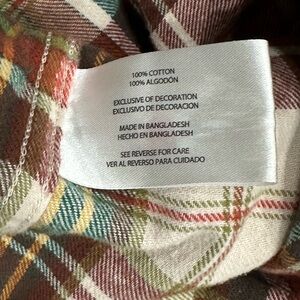 100% COTTON
100% ALGODÓN
EXCLUSIVE OF DECORATION
EXCLUSIVO DE DECORACION
MADE IN BANGLADESH
HECHO EN BANGLADESH
SEE REVERSE FOR CARE
VER AL REVERSO PARA CUIDADO